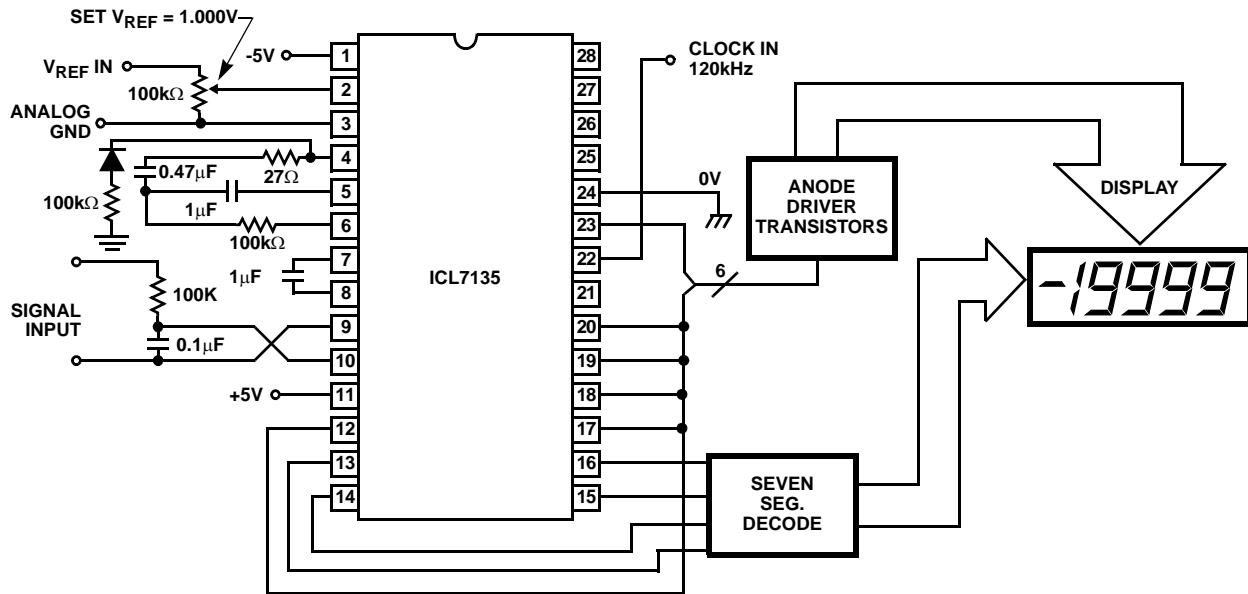 SET VREF = 1.000V
-5V
VREF IN
100kΩ
ANALOG
GND
0.47µF
27Ω
100kΩ
1µF
100kΩ
1µF
100K
SIGNAL
INPUT
0.1µF
+5V
1
2
3
4
5
6
7
8
9
10
11
12
13
14
ICL7135
28
27
26
25
24
23
22
21
20
19
18
17
16
15
CLOCK IN
120kHz
0V
6
ANODE
DRIVER
TRANSISTORS
DISPLAY
-19999
SEVEN
SEG.
DECODE